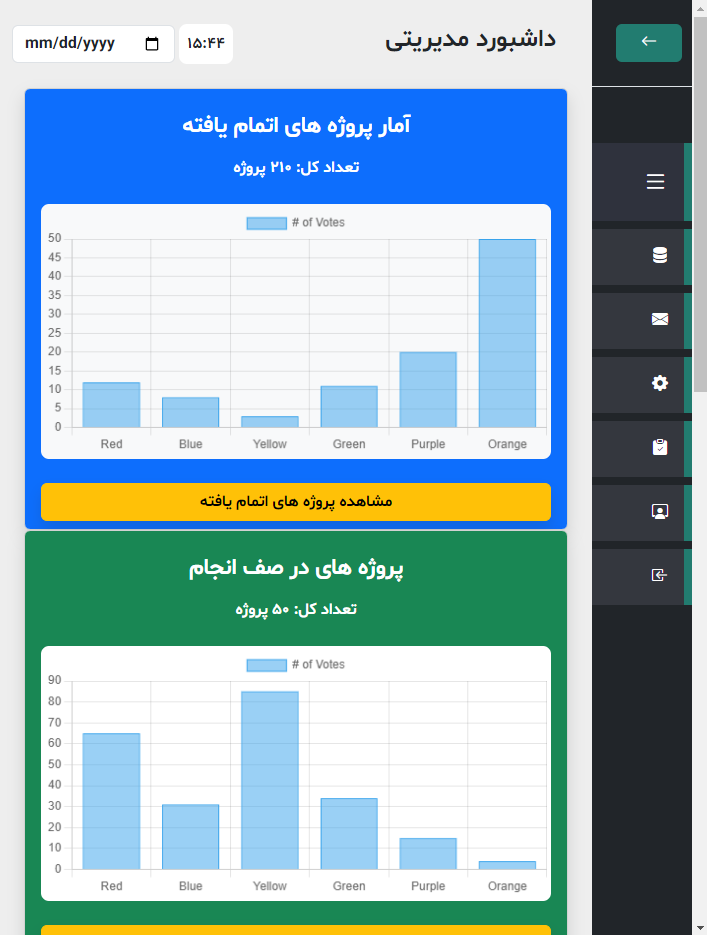 داشبورد مدیریتی
۱۵:۴۴
mm/dd/yyyy
آمار پروژه های اتمام یافته
تعداد کل: ۲۱۰ پروژه
# of Votes
50
45
40
35
30
25
20
15
10
5
0
Red Blue Yellow Green Purple Orange
مشاهده پروژه های اتمام یافته
پروژه های در صف انجام
تعداد کل: ۵۰ پروژه
# of Votes
90
80
70
60
50
40
30
20
10
0
Red Blue Yellow Green Purple Orange